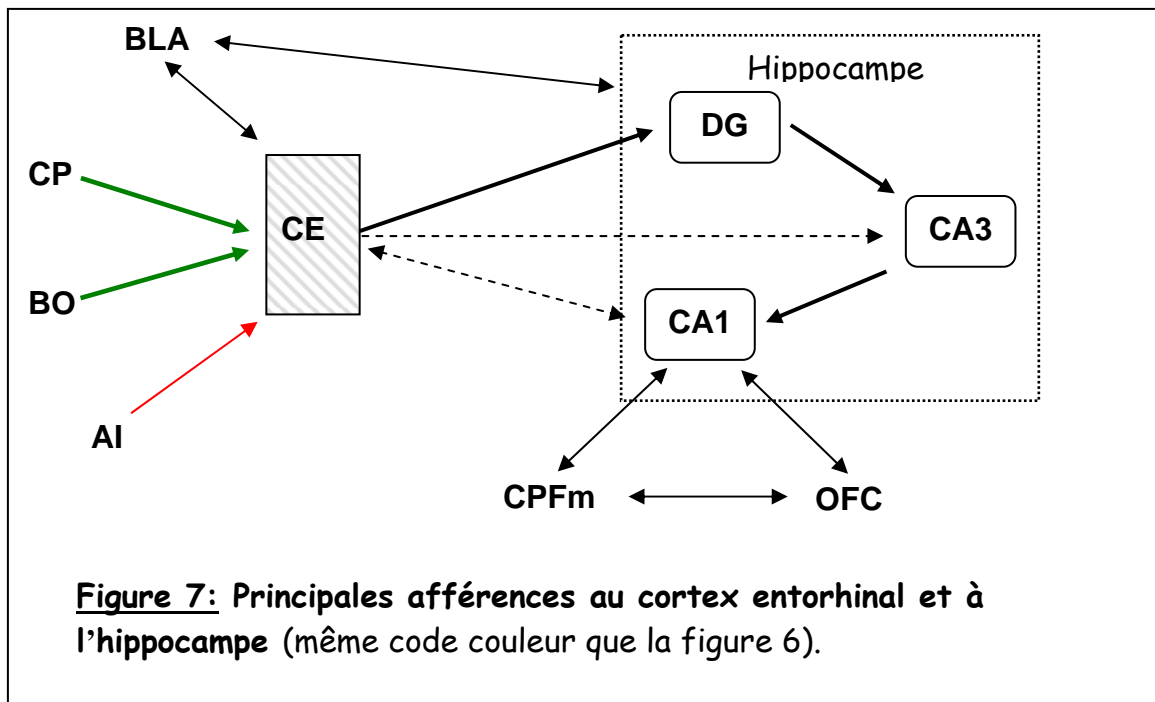 BLA
Hippocampe
DG
CP
CE
CA3
BO
CA1
AI
CPFm
OFC
Figure 7: Principales afférences au cortex entorhinal et à
l’hippocampe (même code couleur que la figure 6).